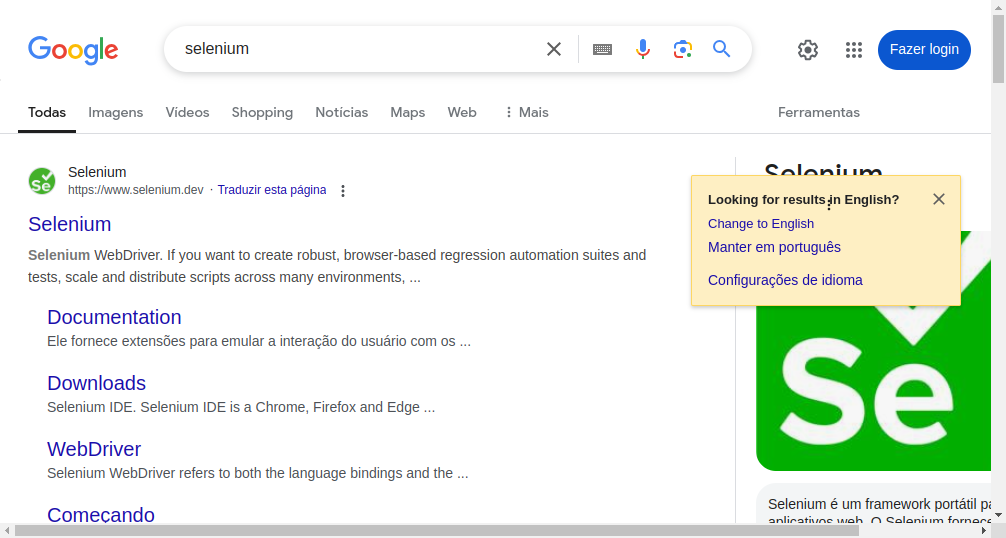 Google
selenium
Fazer login
Todas
Imagens
Vídeos
Shopping
Notícias
Maps
Web
Mais
Ferramentas
Selenium
https://www.selenium.dev · Traduzir esta página
Selenium
Selenium WebDriver. If you want to create robust, browser-based regression automation suites and
tests, scale and distribute scripts across many environments, ...
Documentation
Ele fornece extensões para emular a interação do usuário com os ...
Downloads
Selenium IDE. Selenium IDE is a Chrome, Firefox and Edge ...
WebDriver
Selenium WebDriver refers to both the language bindings and the ...
Começando
Selenium
Looking for results in English?
Change to English
Manter em português
Configurações de idioma
Se
Selenium é um framework portátil
aplicativos web. O Selenium fornece